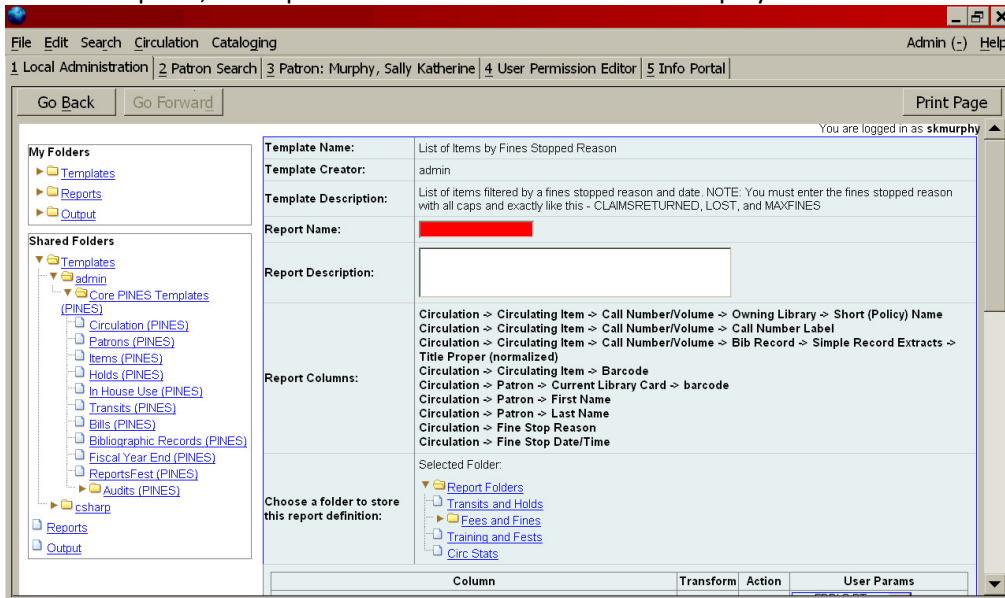 File Edit Search Circulation Cataloging Admin (-) Help
1 Local Administration 2 Patron Search 3 Patron: Murphy, Sally Katherine 4 User Permission Editor 5 Info Portal
Go Back Go Forward Print Page
You are logged in as skmurphy
My Folders
Templates
Reports
Output
Shared Folders
Templates
admin
Core PINES Templates
(PINES)
Circulation (PINES)
Patrons (PINES)
Items (PINES)
Holds (PINES)
In House Use (PINES)
Transits (PINES)
Bills (PINES)
Bibliographic Records (PINES)
Fiscal Year End (PINES)
ReportsFest (PINES)
Audits (PINES)
csharp
Reports
Output
Template Name: List of Items by Fines Stopped Reason
Template Creator: admin
Template Description: List of items filtered by a fines stopped reason and date. NOTE: You must enter the fines stopped reason
with all caps and exactly like this - CLAIMSRETURNED, LOST, and MAXFINES
Report Name:
Report Description:
Report Columns:
Circulation -> Circulating Item -> Call Number/Volume -> Owning Library -> Short (Policy) Name
Circulation -> Circulating Item -> Call Number/Volume -> Call Number Label
Circulation -> Circulating Item -> Call Number/Volume -> Bib Record -> Simple Record Extracts ->
Title Proper (normalized)
Circulation -> Circulating Item -> Barcode
Circulation -> Patron -> Current Library Card -> barcode
Circulation -> Patron -> First Name
Circulation -> Patron -> Last Name
Circulation -> Fine Stop Reason
Circulation -> Fine Stop Date/Time
Choose a folder to store
this report definition:
Selected Folder:
Report Folders
Transits and Holds
Fees and Fines
Training and Fests
Circ Stats
Column Transform Action User Params